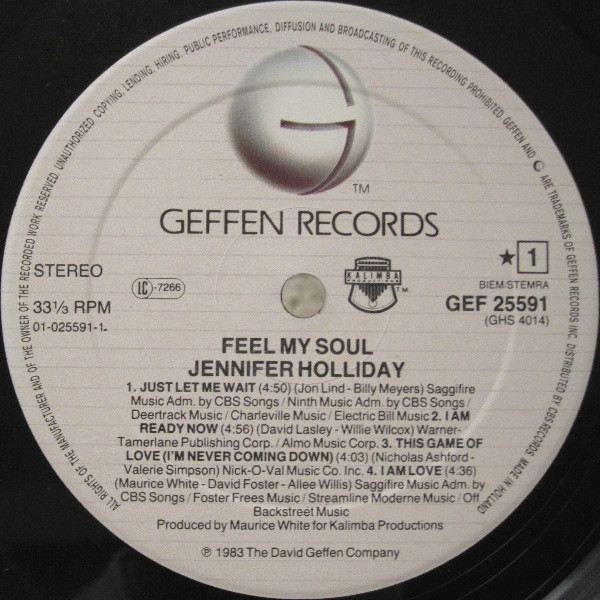 ALL RIGHTS OF THE MANUFACTURER AND OF THE OWNER OF THE RECORDED WORK RESERVED. UNAUTHORIZED COPYING, LENDING, HIRING, PUBLIC PERFORMANCE, DIFFUSION AND BROADCASTING OF THIS RECORDING PROHIBITED. GEFFEN AND G ARE TRADEMARKS OF GEFFEN RECORDS INC. DISTRIBUTED BY CBS RECORDS. MADE IN HOLLAND
G
TM
GEFFEN RECORDS
STEREO
LC-7266
KALIMBA
PRODUCTIONS
TM
★1
BIEM/STEMRA
33⅓ RPM
GEF 25591
01-025591-1
(GHS 4014)
FEEL MY SOUL
JENNIFER HOLLIDAY
1. JUST LET ME WAIT (4:50) (Jon Lind - Billy Meyers) Saggifire
Music Adm. by CBS Songs / Ninth Music Adm. by CBS Songs /
Deertrack Music / Charleville Music / Electric Bill Music 2. I AM
READY NOW (4:56) (David Lasley - Willie Wilcox) Warner-
Tamerlane Publishing Corp. / Almo Music Corp. 3. THIS GAME OF
LOVE (I'M NEVER COMING DOWN) (4:03) (Nicholas Ashford -
Valerie Simpson) Nick-O-Val Music Co. Inc. 4. I AM LOVE (4:36)
(Maurice White - David Foster - Allee Willis) Saggifire Music Adm. by
CBS Songs / Foster Frees Music / Streamline Moderne Music / Off
Backstreet Music
Produced by Maurice White for Kalimba Productions
℗ 1983 The David Geffen Company